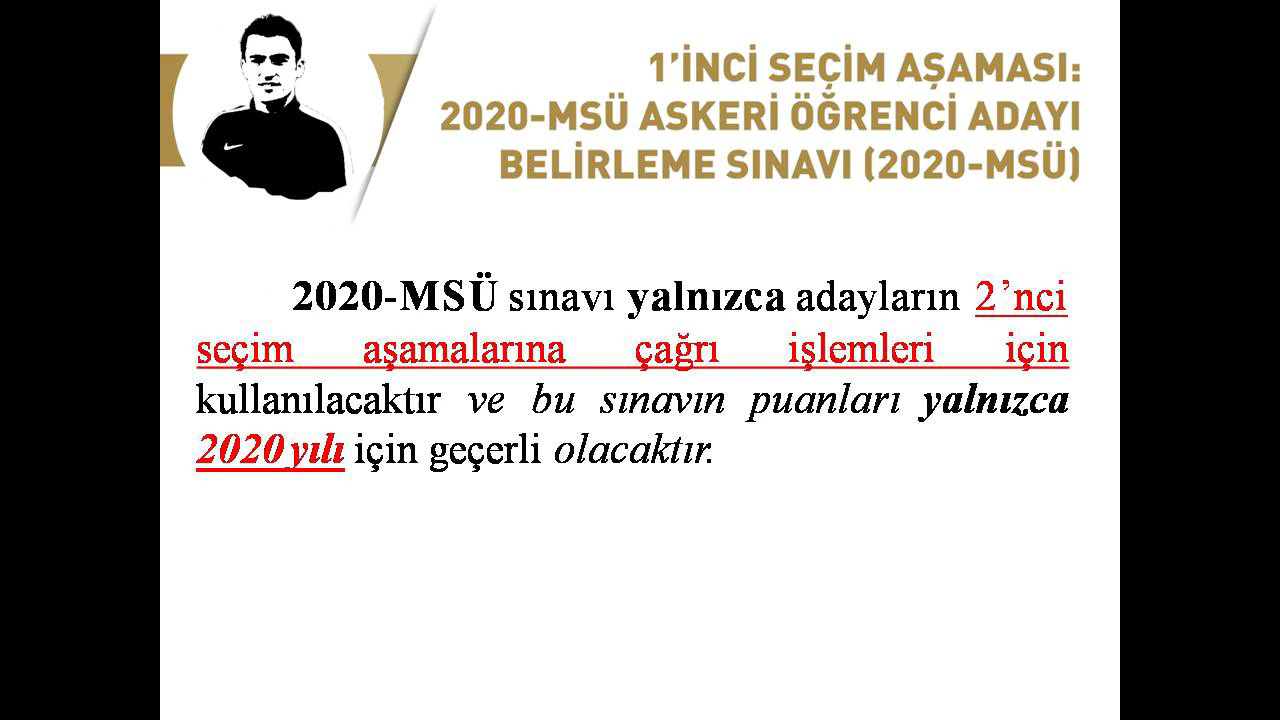 1'İNCİ SEÇİM AŞAMASI:
2020-MSÜ ASKERİ ÖĞRENCİ ADAYI
BELİRLEME SINAVI (2020-MSÜ)
2020-MSÜ sınavı yalnızca adayların 2’nci
seçim aşamalarına çağrı işlemleri için
kullanılacaktır ve bu sınavın puanları yalnızca
2020 yılı için geçerli olacaktır.